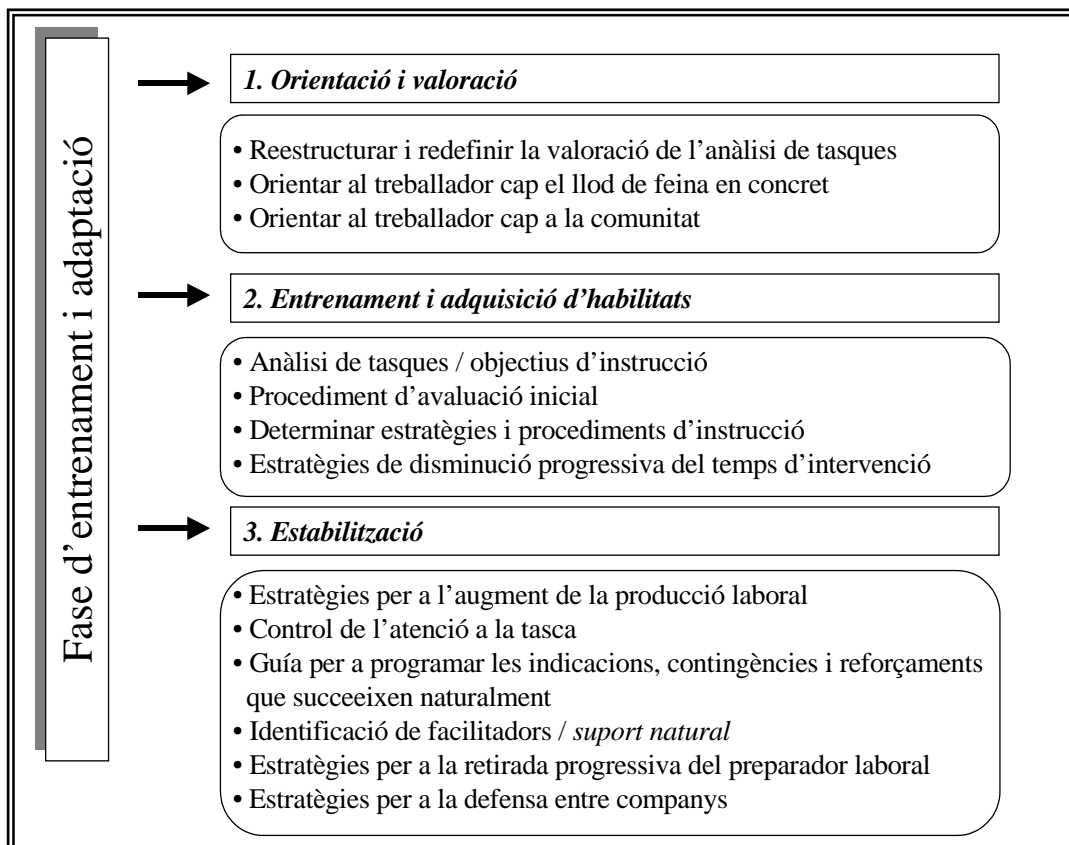 Fase d'entrenament i adaptació
1. Orientació i valoració
• Reestructurar i redefinir la valoració de l'anàlisi de tasques
• Orientar al treballador cap el llod de feina en concret
• Orientar al treballador cap a la comunitat
2. Entrenament i adquisició d'habilitats
• Anàlisi de tasques / objectius d'instrucció
• Procediment d'avaluació inicial
• Determinar estratègies i procediments d'instrucció
• Estratègies de disminució progressiva del temps d'intervenció
3. Estabilització
• Estratègies per a l'augment de la producció laboral
• Control de l'atenció a la tasca
• Guía per a programar les indicacions, contingències i reforçaments
que succeeixen naturalment
• Identificació de facilitadors / suport natural
• Estratègies per a la retirada progressiva del preparador laboral
• Estratègies per a la defensa entre companys